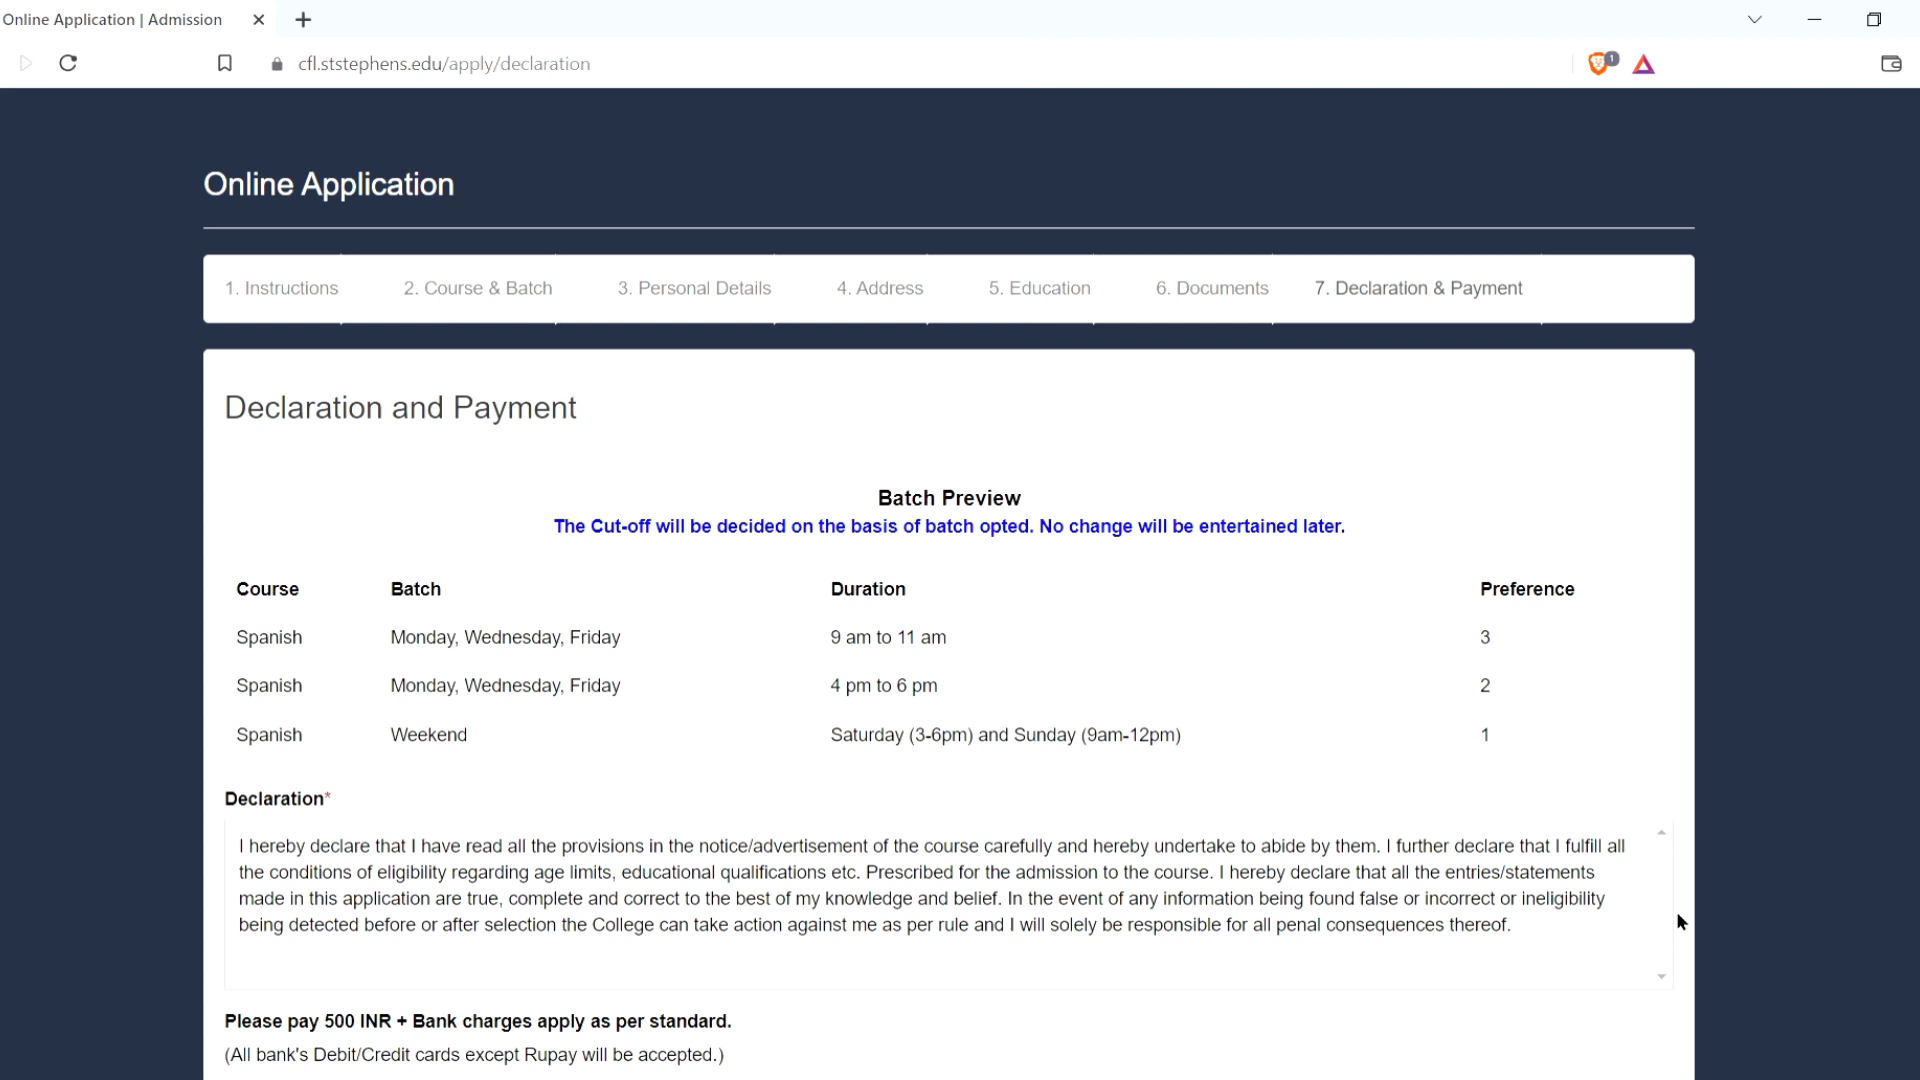 Online Application | Admission
cfl.ststephens.edu/apply/declaration
1
Online Application
1. Instructions 2. Course & Batch 3. Personal Details 4. Address 5. Education 6. Documents 7. Declaration & Payment
Declaration and Payment
Batch Preview
The Cut-off will be decided on the basis of batch opted. No change will be entertained later.
Course Batch Duration Preference
Spanish Monday, Wednesday, Friday 9 am to 11 am 3
Spanish Monday, Wednesday, Friday 4 pm to 6 pm 2
Spanish Weekend Saturday (3-6pm) and Sunday (9am-12pm) 1
Declaration*
I hereby declare that I have read all the provisions in the notice/advertisement of the course carefully and hereby undertake to abide by them. I further declare that I fulfill all
the conditions of eligibility regarding age limits, educational qualifications etc. Prescribed for the admission to the course. I hereby declare that all the entries/statements
made in this application are true, complete and correct to the best of my knowledge and belief. In the event of any information being found false or incorrect or ineligibility
being detected before or after selection the College can take action against me as per rule and I will solely be responsible for all penal consequences thereof.
Please pay 500 INR + Bank charges apply as per standard.
(All bank's Debit/Credit cards except Rupay will be accepted.)